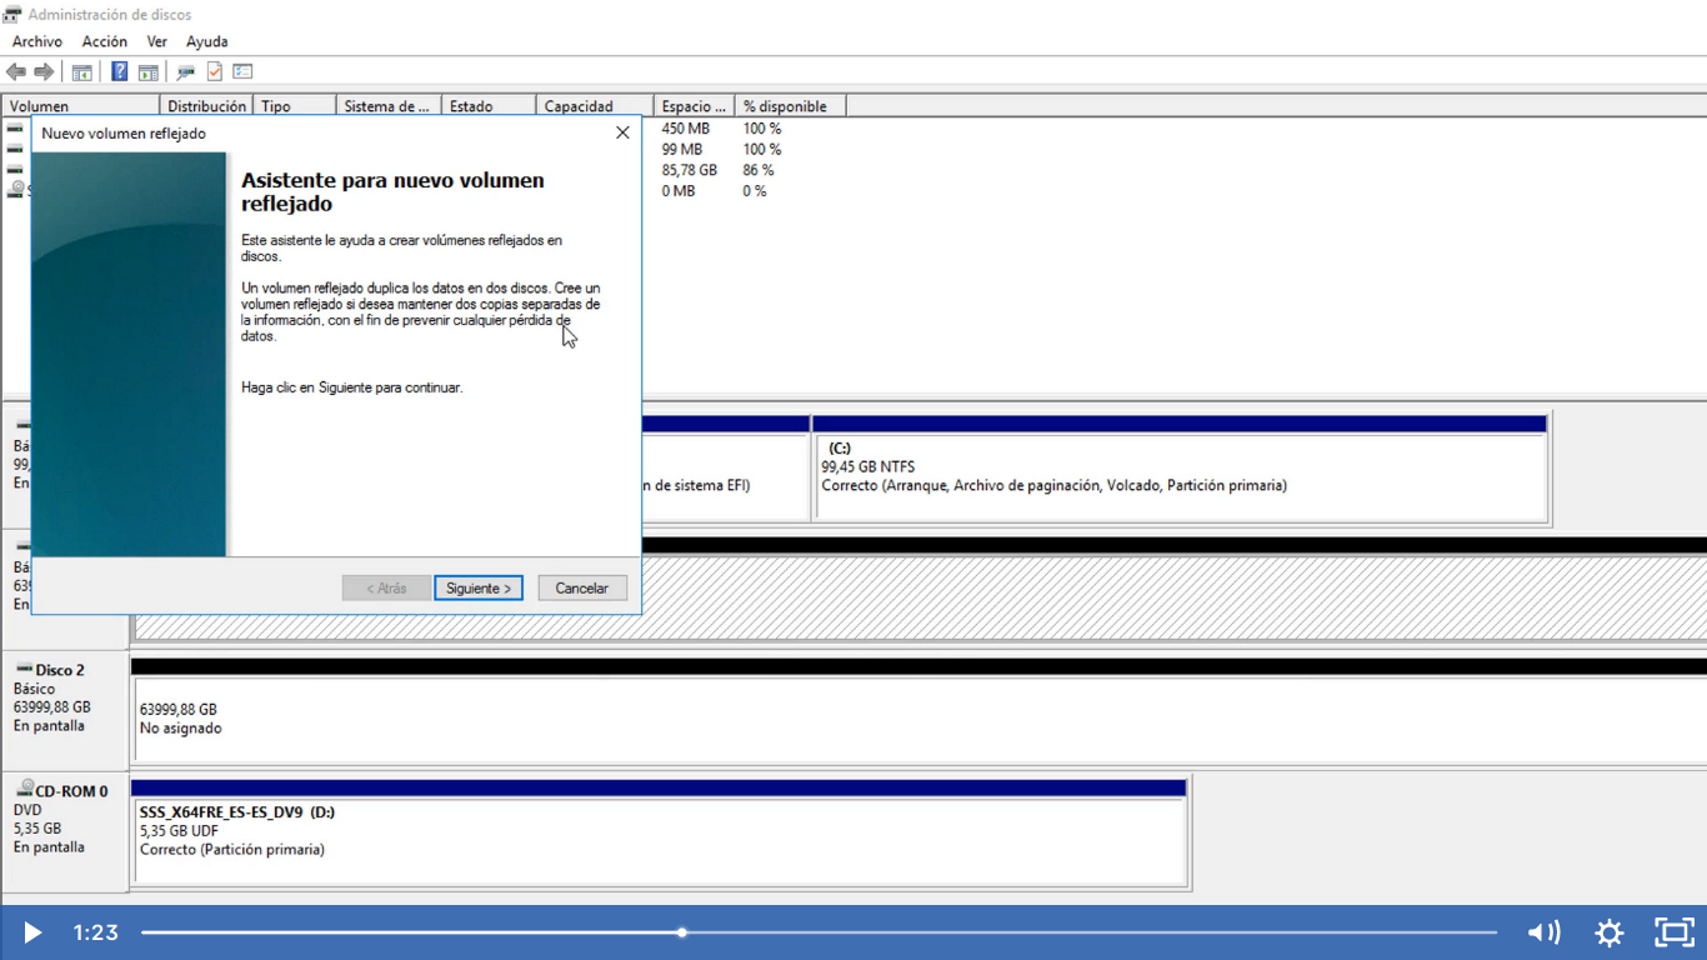 Administración de discos
Archivo Acción Ver Ayuda
Volumen Distribución Tipo Sistema de ... Estado Capacidad Espacio ... % disponible
450 MB 100 %
99 MB 100 %
85,78 GB 86 %
0 MB 0 %
Nuevo volumen reflejado
Asistente para nuevo volumen
reflejado
Este asistente le ayuda a crear volúmenes reflejados en
discos.
Un volumen reflejado duplica los datos en dos discos. Cree un
volumen reflejado si desea mantener dos copias separadas de
la información, con el fin de prevenir cualquier pérdida de
datos.
Haga clic en Siguiente para continuar.
< Atrás Siguiente > Cancelar
Bá
99,
En
n de sistema EFI)
(C:)
99,45 GB NTFS
Correcto (Arranque, Archivo de paginación, Volcado, Partición primaria)
Bá
639
En
Disco 2
Básico
63999,88 GB
En pantalla
63999,88 GB
No asignado
CD-ROM 0
DVD
5,35 GB
En pantalla
SSS_X64FRE_ES-ES_DV9 (D:)
5,35 GB UDF
Correcto (Partición primaria)
1:23